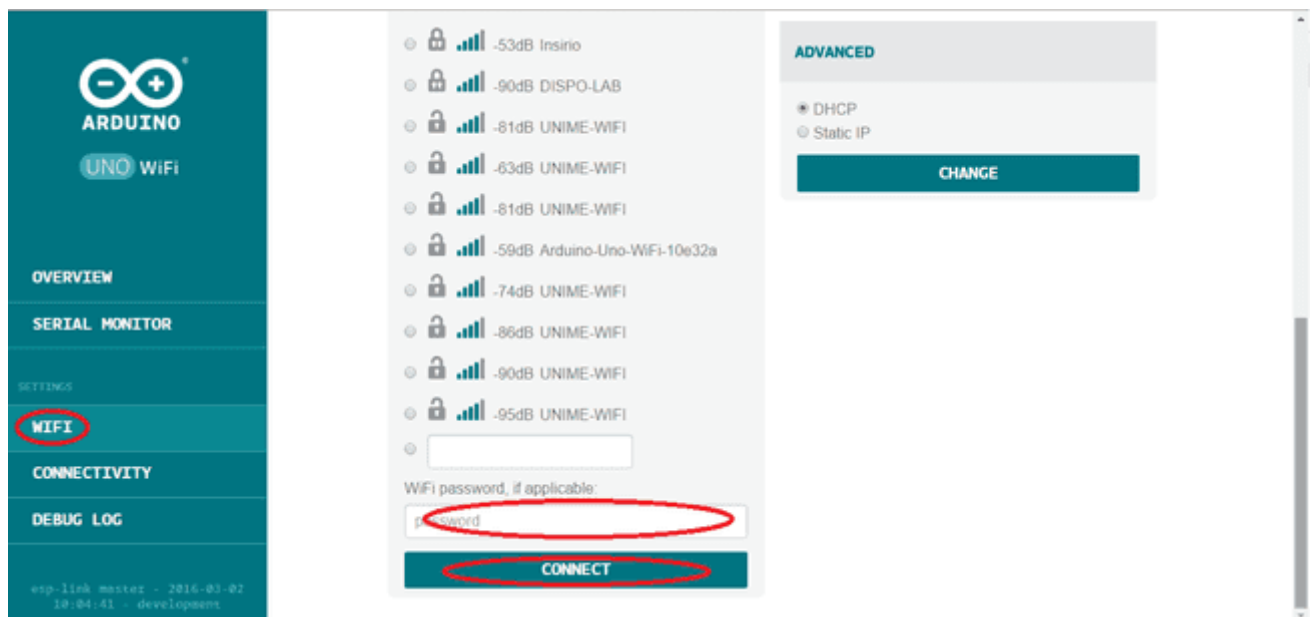 ARDUINO
UNO WiFi
OVERVIEW
SERIAL MONITOR
SETTINGS
WIFI
CONNECTIVITY
DEBUG LOG
esp-link master - 2016-03-02
10:04:41 - development
-53dB Insirio
-90dB DISPO-LAB
-81dB UNIME-WIFI
-63dB UNIME-WIFI
-81dB UNIME-WIFI
-59dB Arduino-Uno-WiFi-10e32a
-74dB UNIME-WIFI
-86dB UNIME-WIFI
-90dB UNIME-WIFI
-95dB UNIME-WIFI
WiFi password, if applicable:
password
CONNECT
ADVANCED
DHCP
Static IP
CHANGE